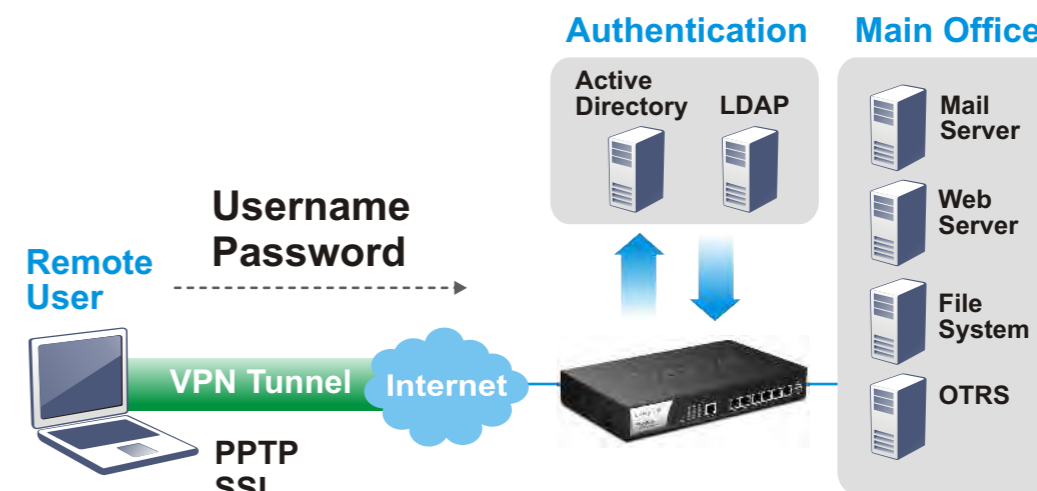 Authentication
Main Office
Active
Directory
LDAP
Mail
Server
Web
Server
File
System
OTRS
Username
Password
Remote
User
VPN Tunnel
Internet
PPTP
SSL